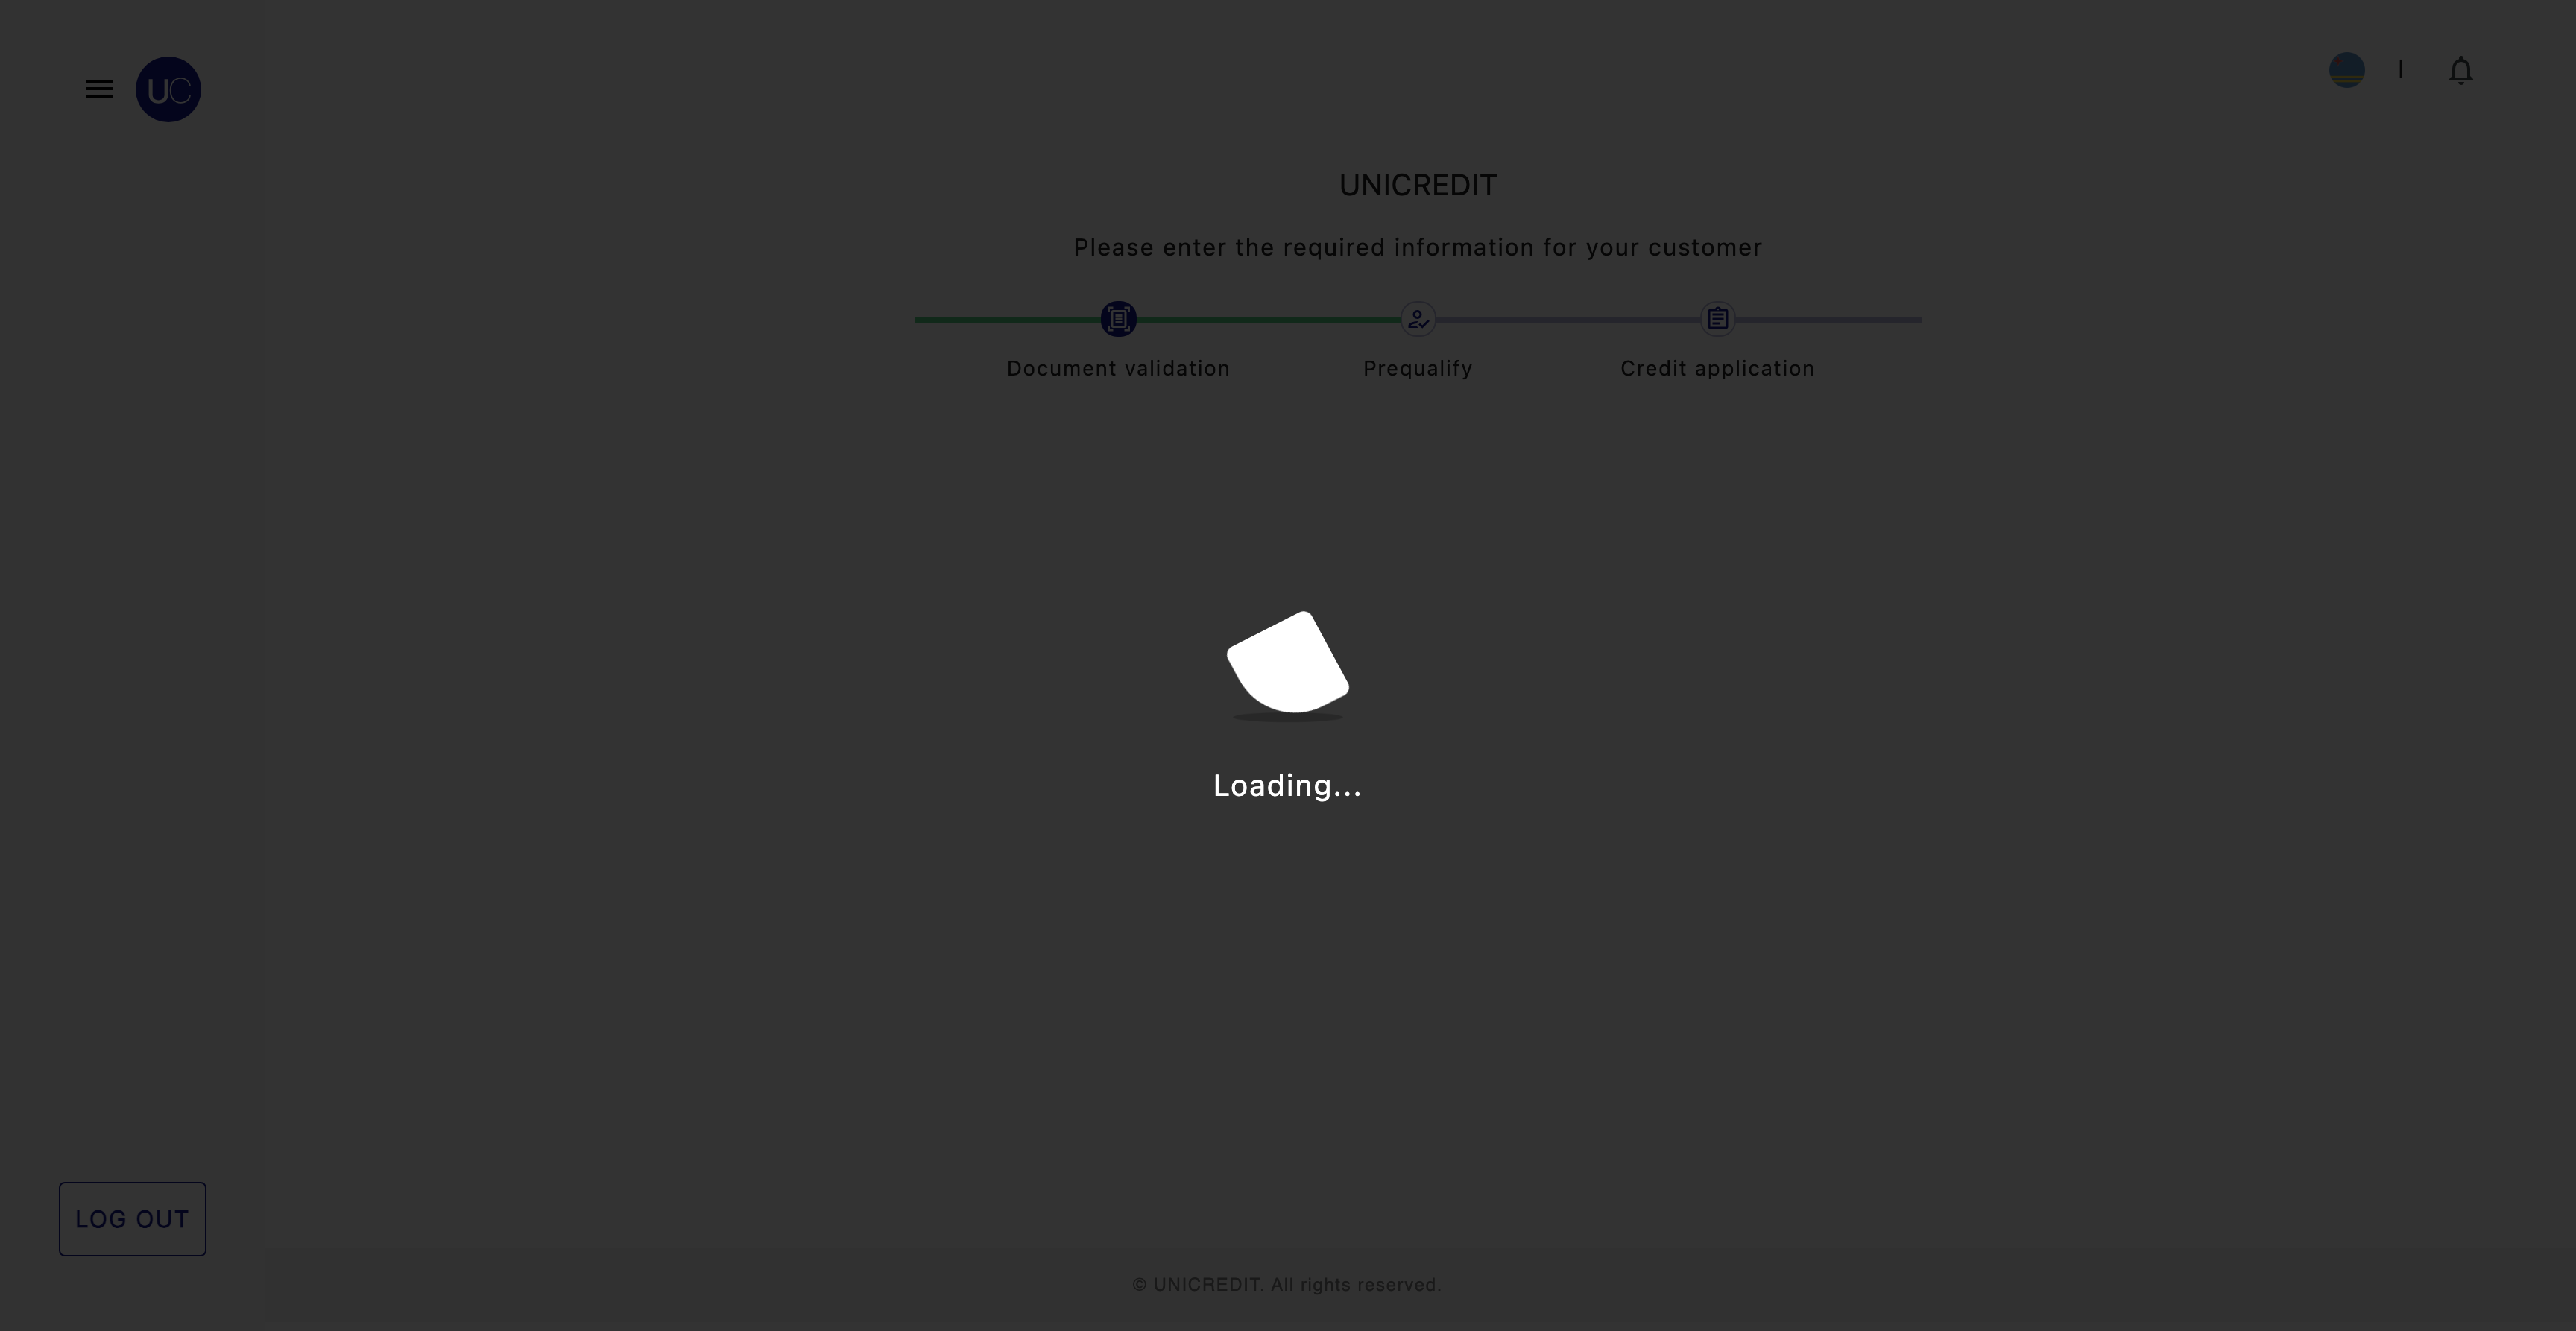 UC
UNICREDIT
Please enter the required information for your customer
Document validation
Prequalify
Credit application
Loading...
LOG OUT
© UNICREDIT. All rights reserved.